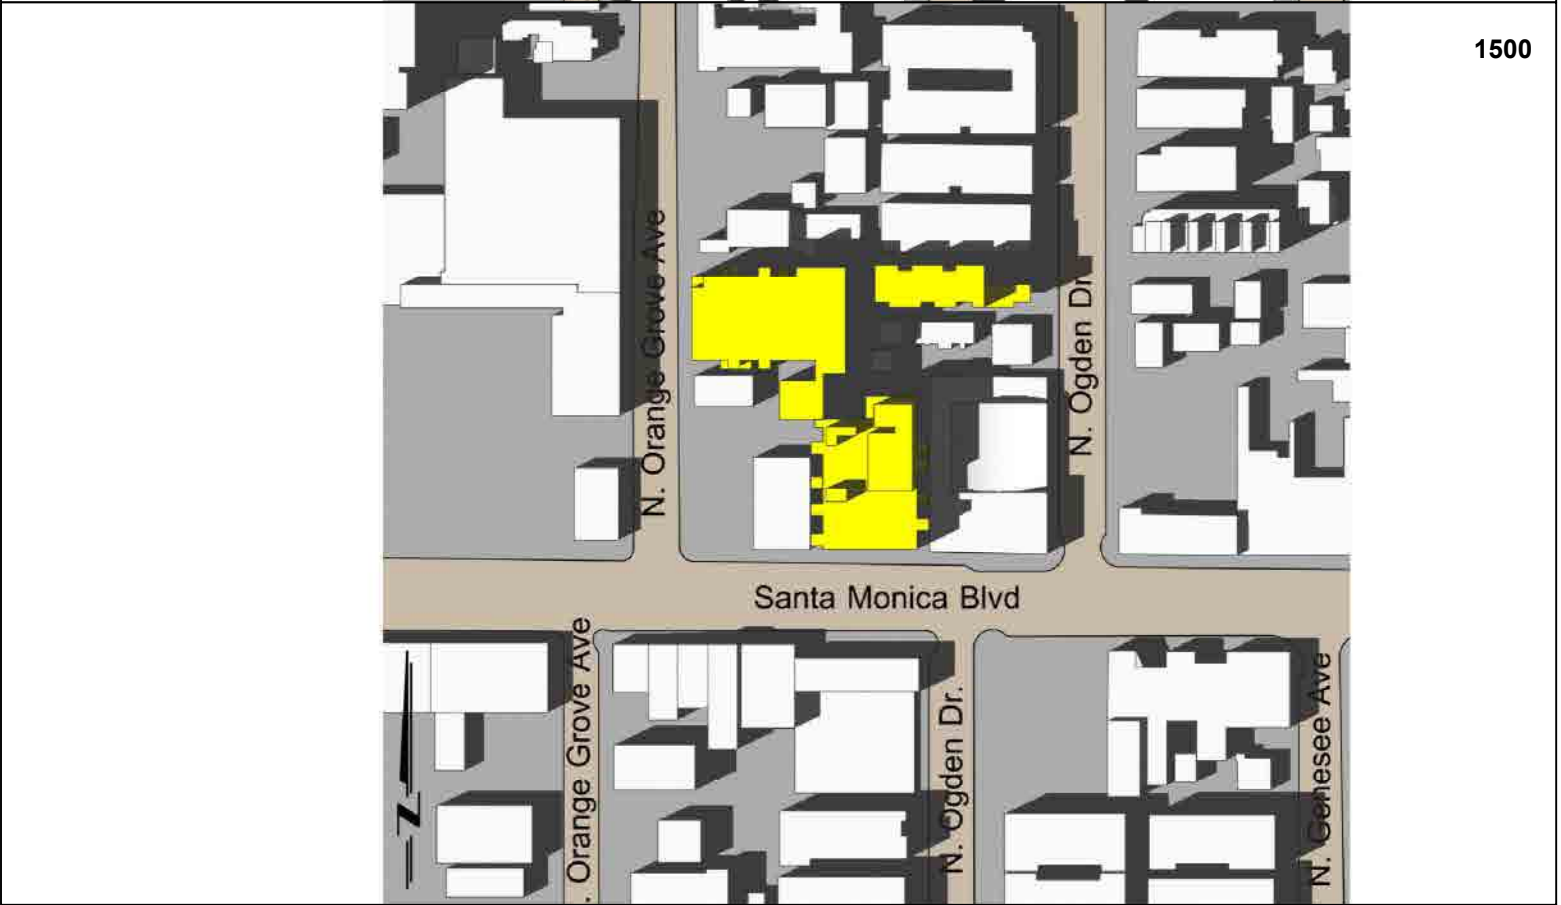 1500
N. Orange Grove Ave
N. Ogden Dr.
Santa Monica Blvd
. Orange Grove Ave
N. Ogden Dr.
N. Genesee Ave
N